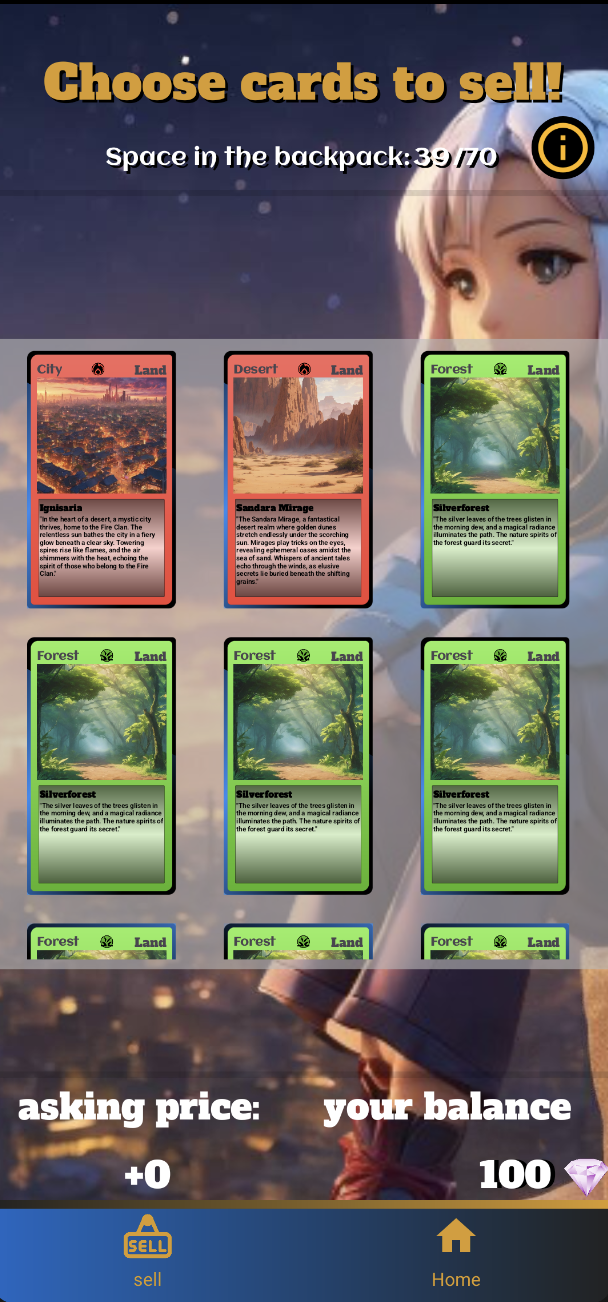 Choose cards to sell!
Space in the backpack: 39 /70
i
City Land
Ignisaria
"In the heart of a desert, a mystic city
thrives, home to the Fire Clan. The
relentless sun bathes the city in a fiery
glow beneath a clear sky. Towering
spires rise like flames, and the air
shimmers with the heat, echoing the
spirit of those who belong to the Fire
Clan."
Desert Land
Sandara Mirage
"The Sandara Mirage, a fantastical
desert realm where golden dunes
stretch endlessly under the scorching
sun. Mirages play tricks on the eyes,
revealing ephemeral oases amidst the
sea of sand. Whispers of ancient tales
echo through the winds, as elusive
secrets lie buried beneath the shifting
grains."
Forest Land
Silverforest
"The silver leaves of the trees glisten in
the morning dew, and a magical radiance
illuminates the path. The nature spirits of
the forest guard its secret."
Forest Land
Silverforest
"The silver leaves of the trees glisten in
the morning dew, and a magical radiance
illuminates the path. The nature spirits of
the forest guard its secret."
Forest Land
Silverforest
"The silver leaves of the trees glisten in
the morning dew, and a magical radiance
illuminates the path. The nature spirits of
the forest guard its secret."
Forest Land
Silverforest
"The silver leaves of the trees glisten in
the morning dew, and a magical radiance
illuminates the path. The nature spirits of
the forest guard its secret."
Forest Land
Forest Land
Forest Land
asking price: your balance
+0 100
SELL
sell Home